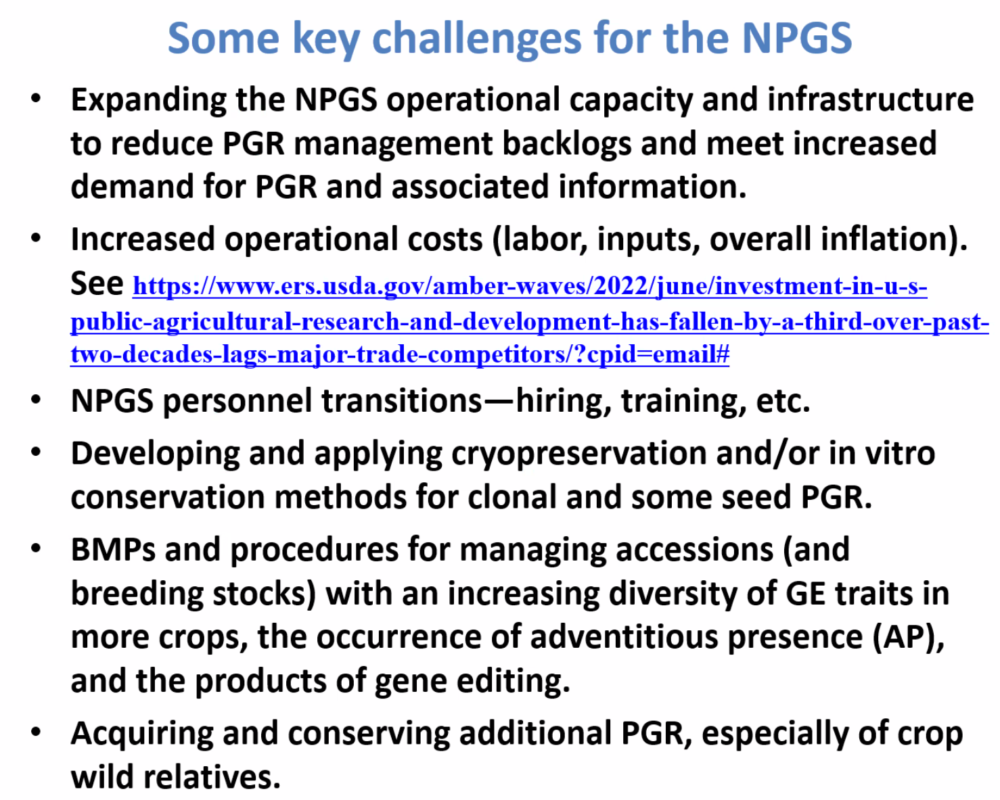 Some key challenges for the NPGS
• Expanding the NPGS operational capacity and infrastructure
to reduce PGR management backlogs and meet increased
demand for PGR and associated information.
• Increased operational costs (labor, inputs, overall inflation).
See https://www.ers.usda.gov/amber-waves/2022/june/investment-in-u-s-
public-agricultural-research-and-development-has-fallen-by-a-third-over-past-
two-decades-lags-major-trade-competitors/?cpid=email#
• NPGS personnel transitions—hiring, training, etc.
• Developing and applying cryopreservation and/or in vitro
conservation methods for clonal and some seed PGR.
• BMPs and procedures for managing accessions (and
breeding stocks) with an increasing diversity of GE traits in
more crops, the occurrence of adventitious presence (AP),
and the products of gene editing.
• Acquiring and conserving additional PGR, especially of crop
wild relatives.